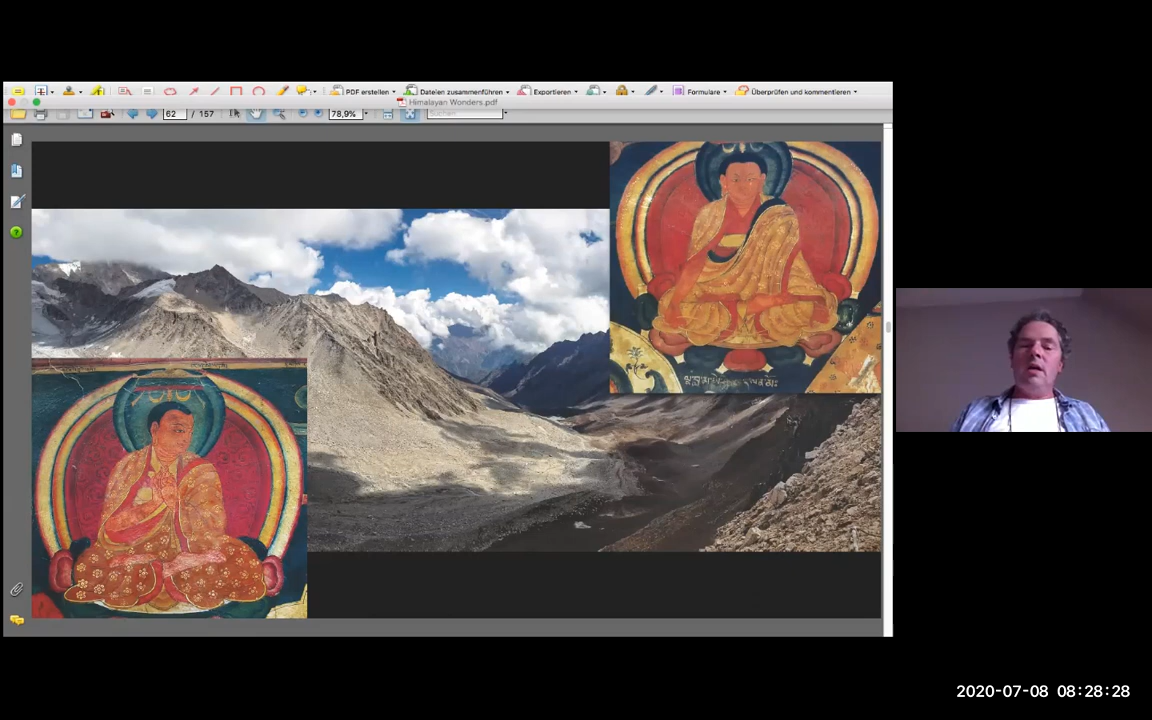 PDF erstellen
Dateien zusammenführen
Exportieren
Formulare
Überprüfen und kommentieren
Himalayan Wonders.pdf
62 / 157
78,9%
2020-07-08 08:28:28